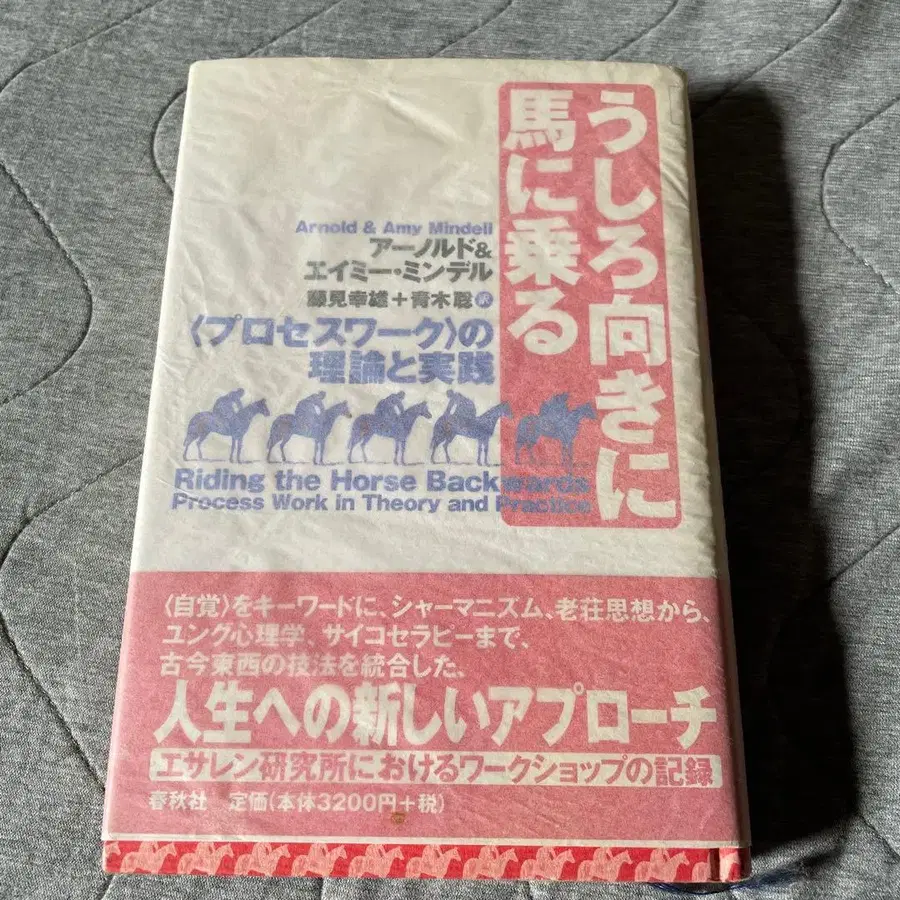 うしろ向きに
馬に乗る
Arnold & Amy Mindell
アーノルド&
エイミー・ミンデル
藤見幸雄+青木聡 訳
〈プロセスワーク〉の
理論と実践
Riding the Horse Backwards
Process Work in Theory and Practice
〈自覚〉をキーワードに、シャーマニズム、老荘思想から、
ユング心理学、サイコセラピーまで、
古今東西の技法を統合した、
人生への新しいアプローチ
エサレン研究所におけるワークショップの記録
春秋社 定価(本体3200円+税)